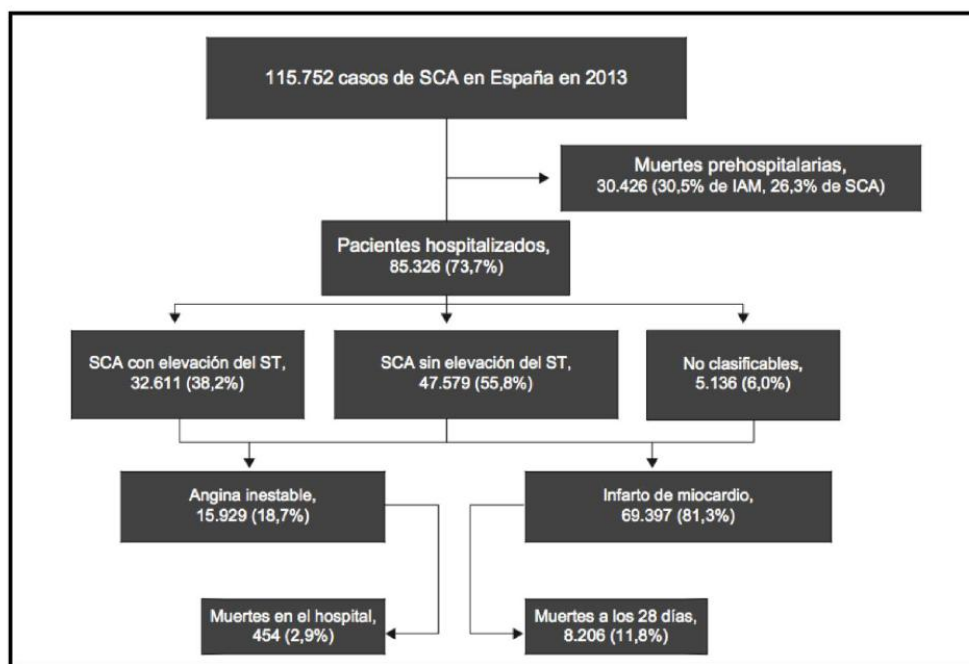 115.752 casos de SCA en España en 2013
Muertes prehospitalarias,
30.426 (30,5% de IAM, 26,3% de SCA)
Pacientes hospitalizados,
85.326 (73,7%)
SCA con elevación del ST,
32.611 (38,2%)
SCA sin elevación del ST,
47.579 (55,8%)
No clasificables,
5.136 (6,0%)
Angina inestable,
15.929 (18,7%)
Infarto de miocardio,
69.397 (81,3%)
Muertes en el hospital,
454 (2,9%)
Muertes a los 28 días,
8.206 (11,8%)